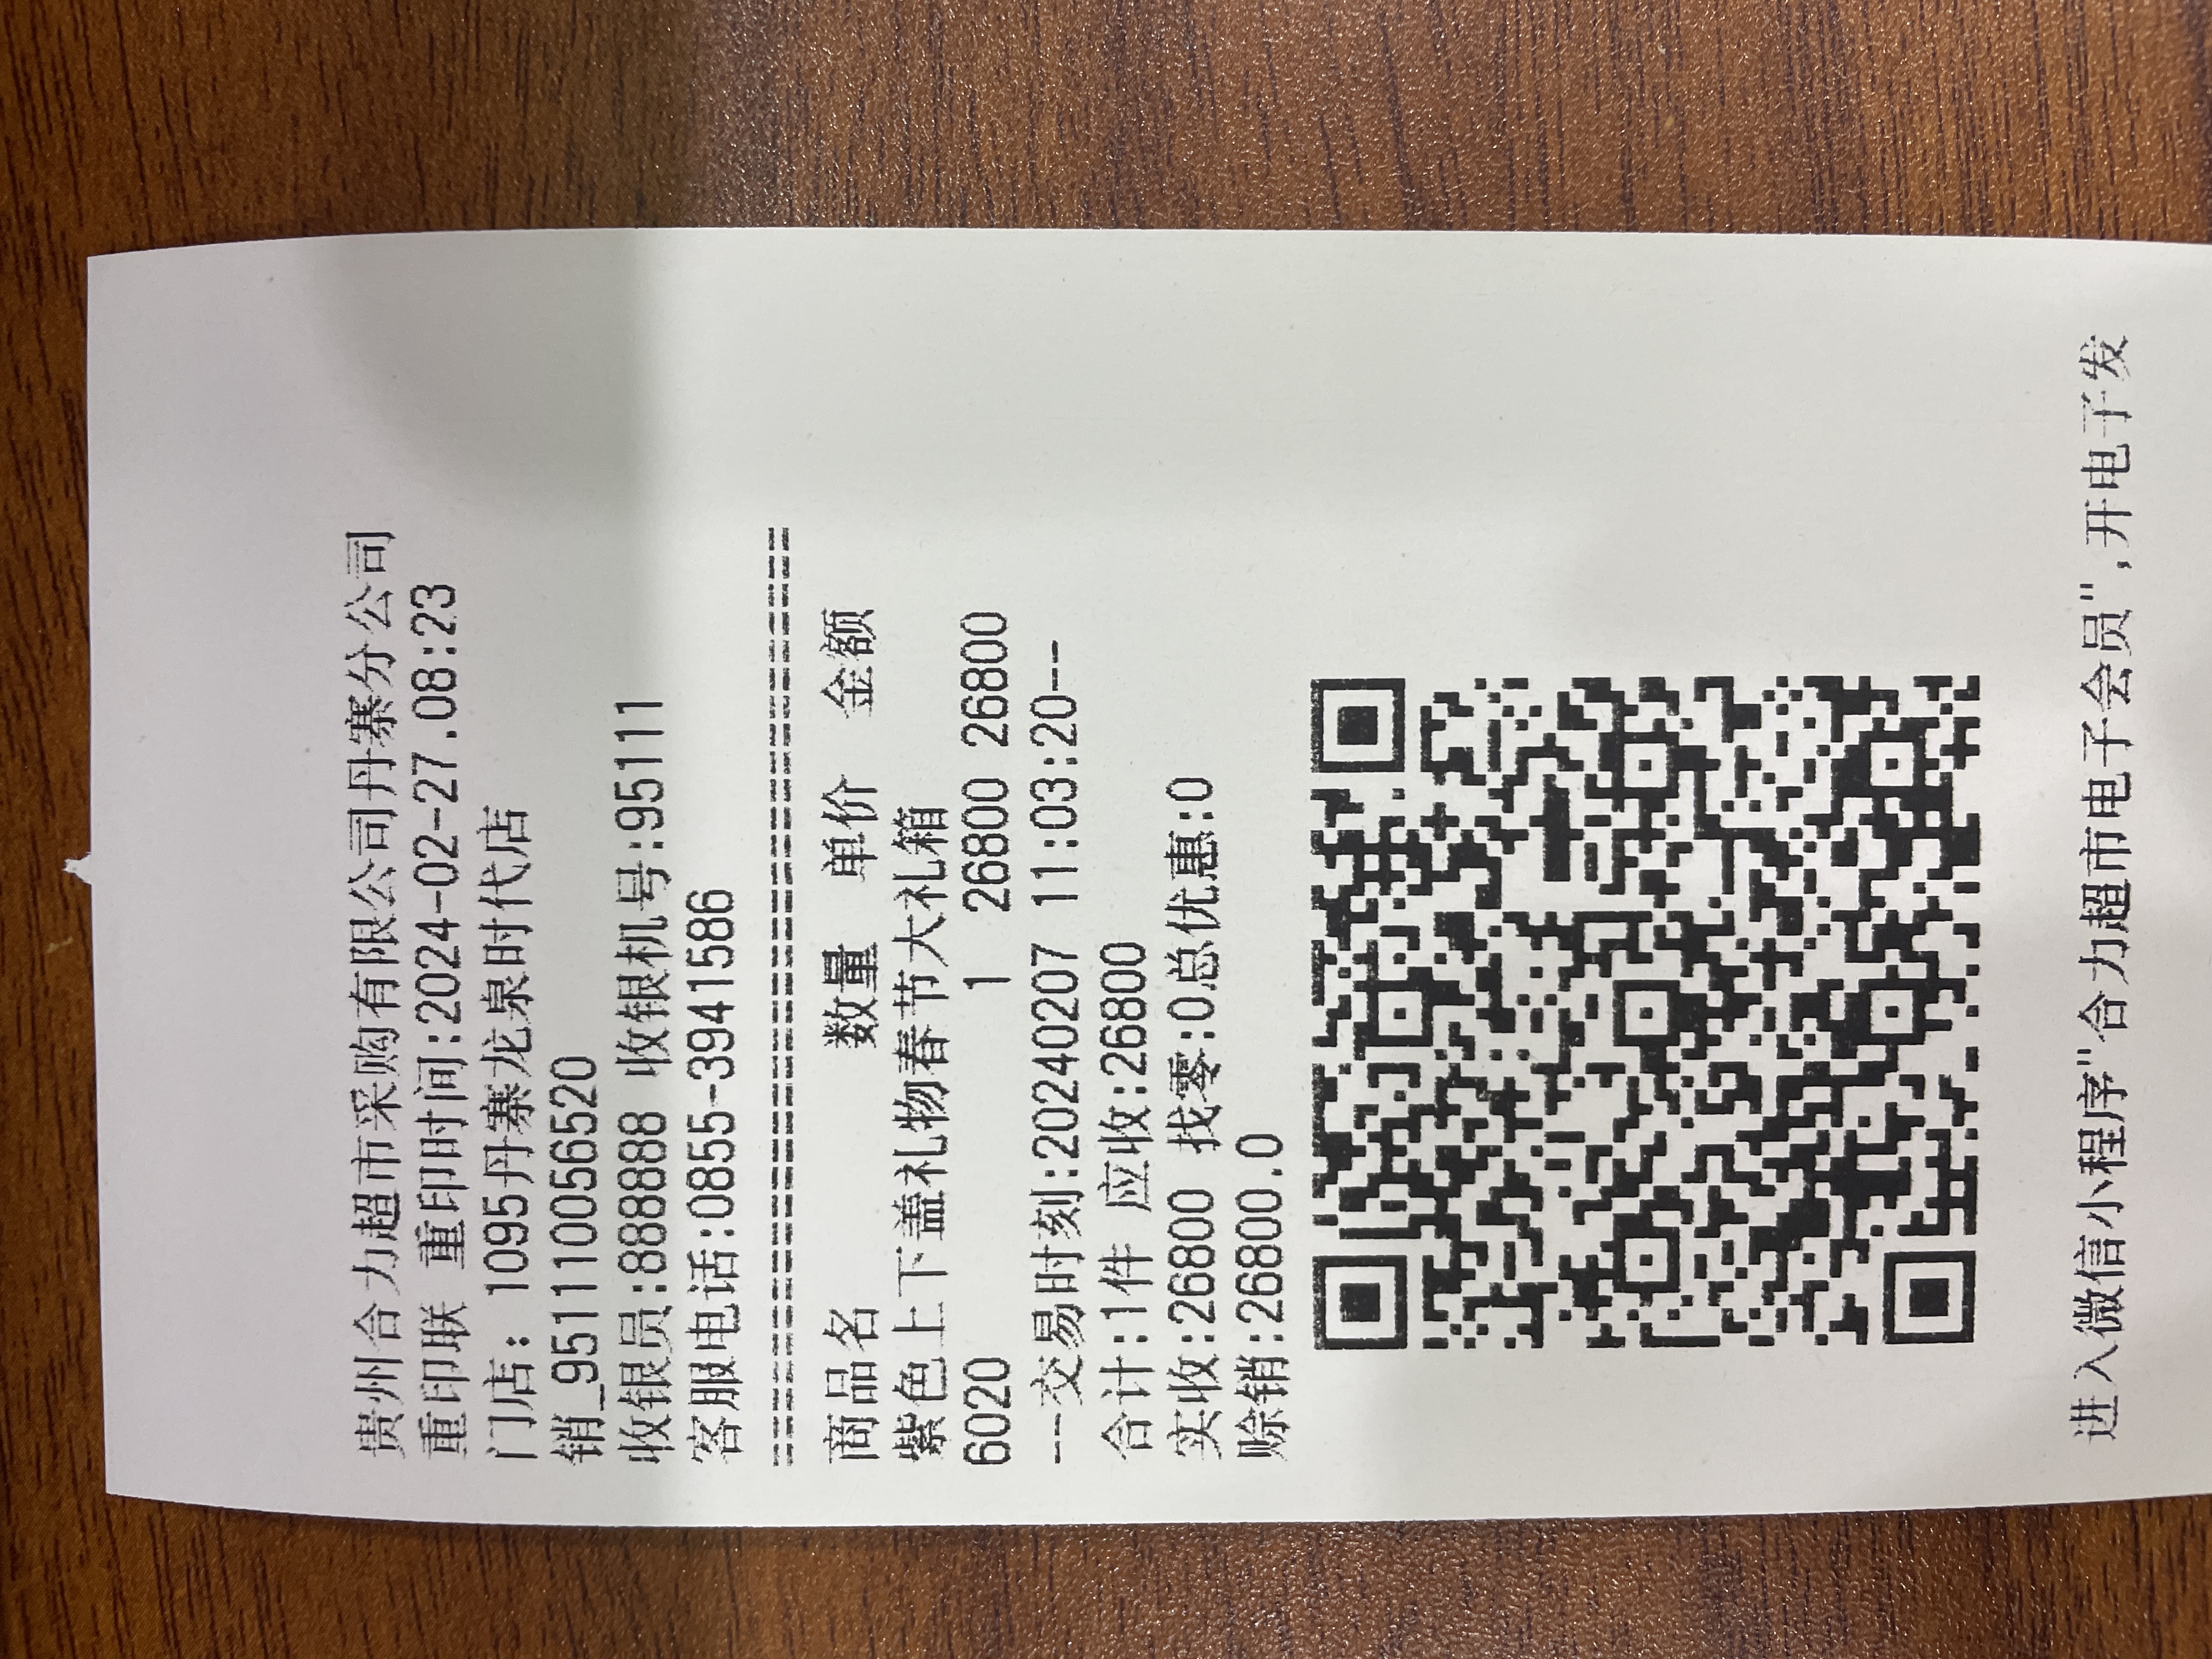 贵州合力超市采购有限公司丹寨分公司
重印联 重印时间:2024-02-27.08:23
门店: 1095丹寨龙泉时代店
销_951110056520
收银员:888888 收银机号:95111
客服电话:0855-3941586
==================================
商品名 数量 单价 金额
紫色上下盖礼物春节大礼箱
6020 1 26800 26800
--交易时刻:20240207 11:03:20--
合计:1件 应收:26800
实收:26800 找零:0总优惠:0
赊销:26800.0
进入微信小程序"合力超市电子会员",开电子发